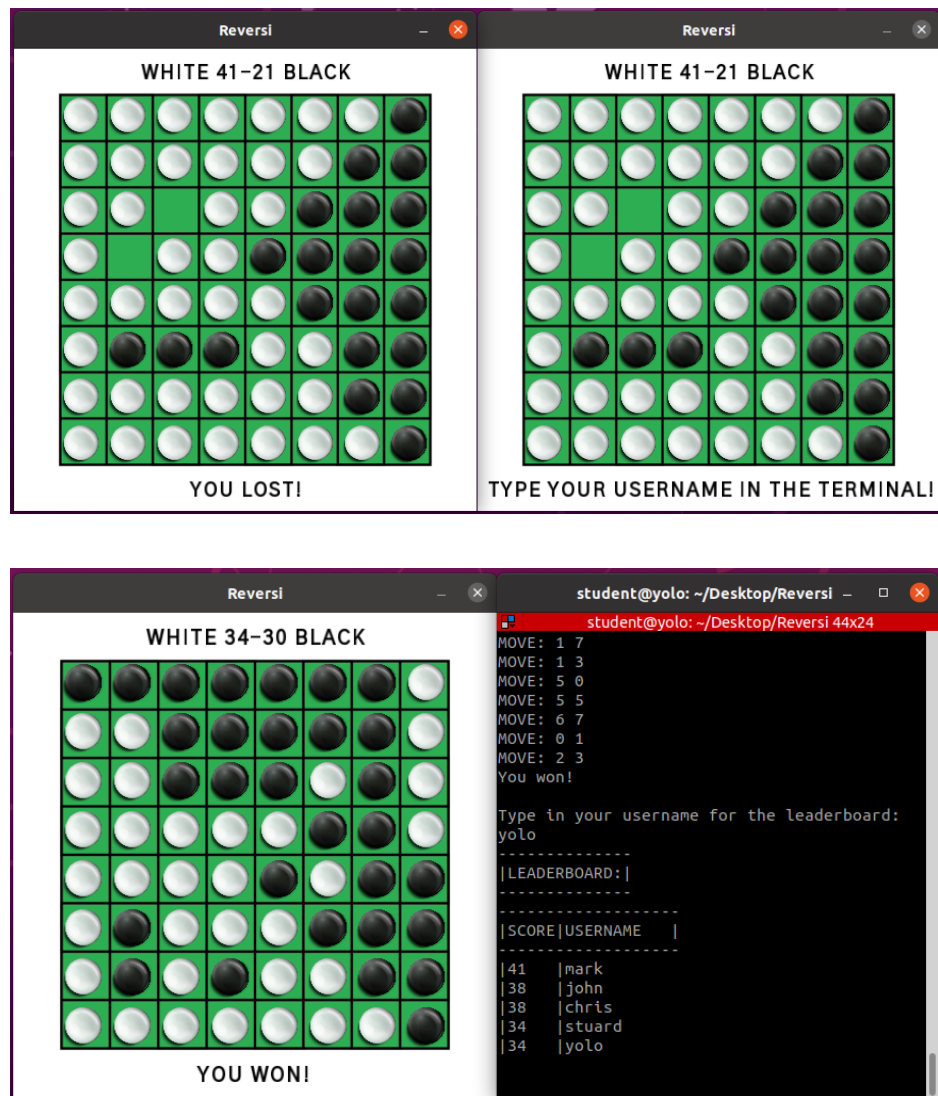 Reversi
WHITE 41-21 BLACK
YOU LOST!
Reversi
WHITE 41-21 BLACK
TYPE YOUR USERNAME IN THE TERMINAL!
Reversi
WHITE 34-30 BLACK
YOU WON!
student@yolo: ~/Desktop/Reversi
student@yolo: ~/Desktop/Reversi 44x24
MOVE: 1 7
MOVE: 1 3
MOVE: 5 0
MOVE: 5 5
MOVE: 6 7
MOVE: 0 1
MOVE: 2 3
You won!
Type in your username for the leaderboard:
yolo
--------------
|LEADERBOARD:|
--------------
-------------------
|SCORE|USERNAME   |
-------------------
|41   |mark
|38   |john
|38   |chris
|34   |stuard
|34   |yolo